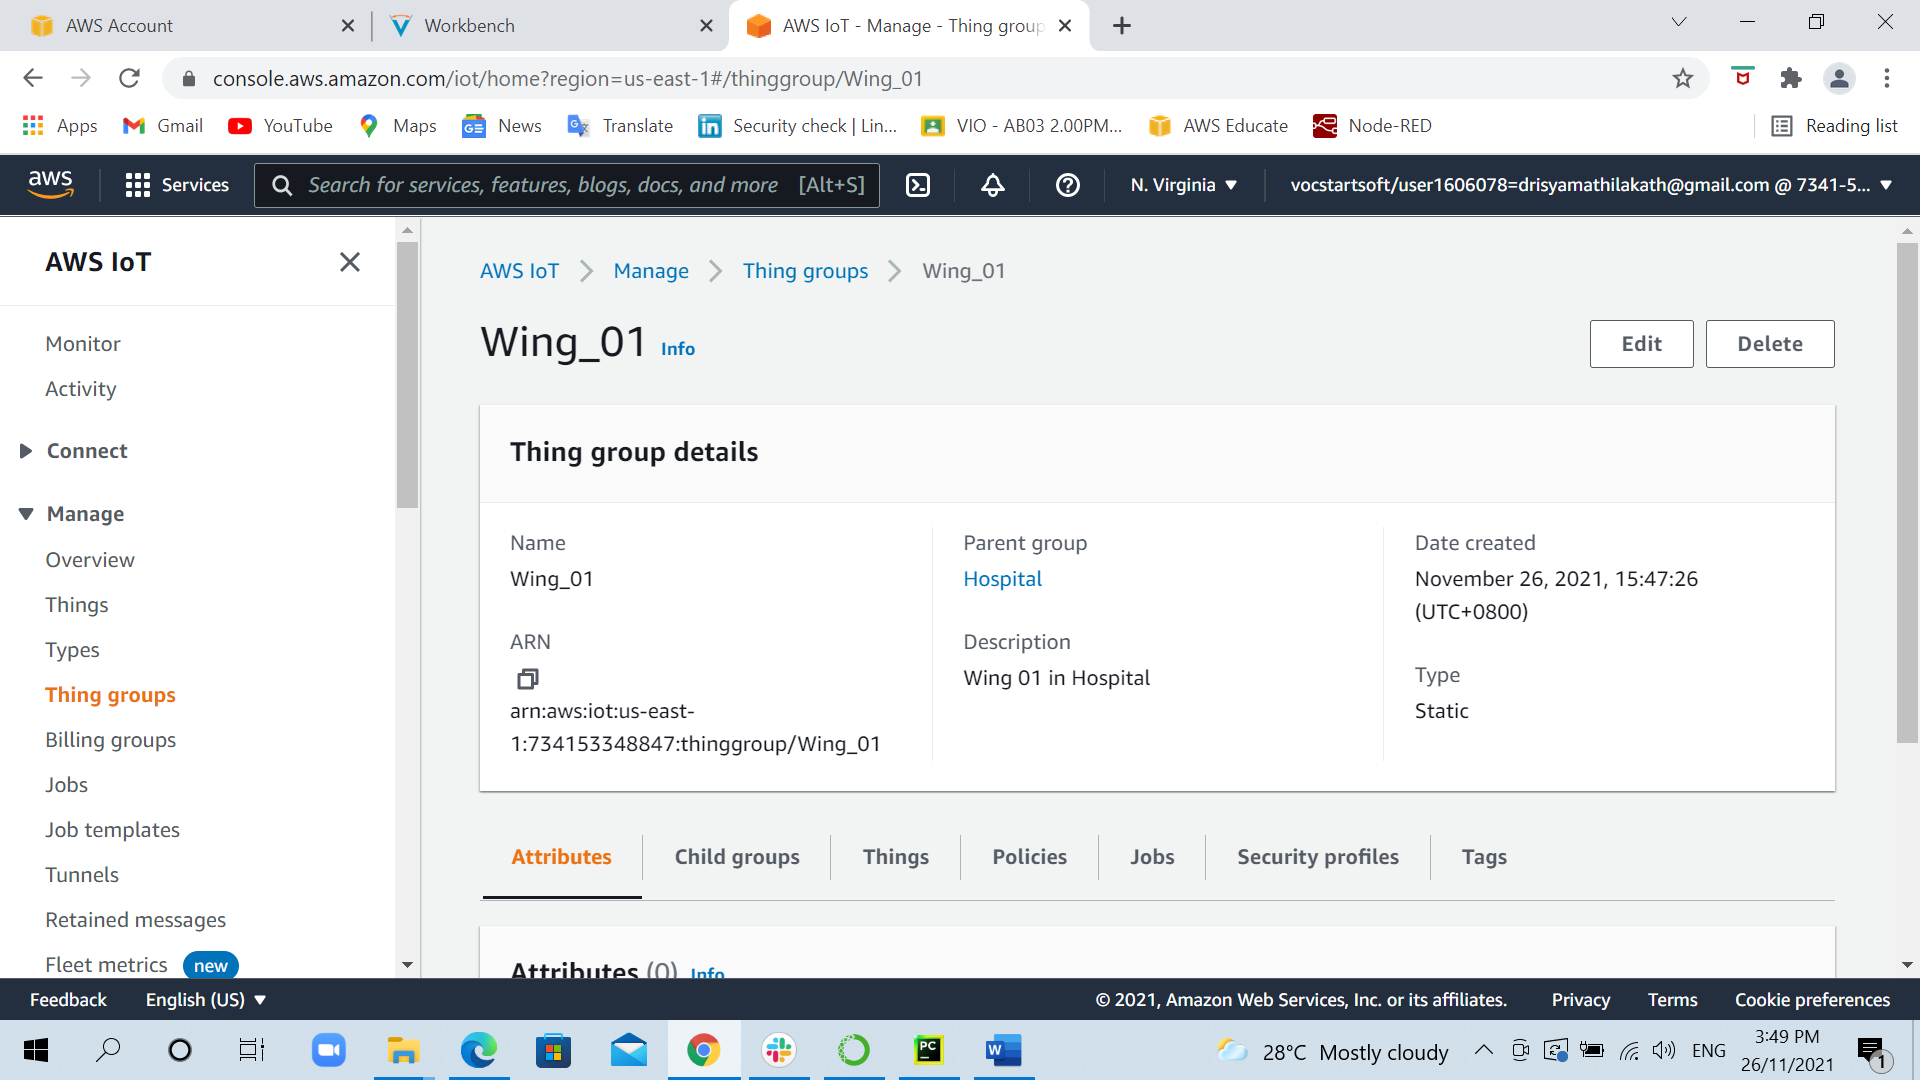 AWS Account
Workbench
AWS IoT - Manage - Thing group
console.aws.amazon.com/iot/home?region=us-east-1#/thinggroup/Wing_01
Apps
Gmail
YouTube
Maps
News
Translate
Security check | Lin...
VIO - AB03 2.00PM...
AWS Educate
Node-RED
Reading list
aws
Services
Search for services, features, blogs, docs, and more [Alt+S]
N. Virginia
vocstartsoft/user1606078=drisyamathilakath@gmail.com @ 7341-5...
AWS IoT
Monitor
Activity
Connect
Manage
Overview
Things
Types
Thing groups
Billing groups
Jobs
Job templates
Tunnels
Retained messages
Fleet metrics new
AWS IoT
Manage
Thing groups
Wing_01
Wing_01 Info
Edit
Delete
Thing group details
Name
Wing_01
ARN
arn:aws:iot:us-east-
1:734153348847:thinggroup/Wing_01
Parent group
Hospital
Description
Wing 01 in Hospital
Date created
November 26, 2021, 15:47:26
(UTC+0800)
Type
Static
Attributes
Child groups
Things
Policies
Jobs
Security profiles
Tags
Attributes (0) Info
Feedback
English (US)
© 2021, Amazon Web Services, Inc. or its affiliates.
Privacy
Terms
Cookie preferences
PC
W
28°C Mostly cloudy
ENG
3:49 PM
26/11/2021
1